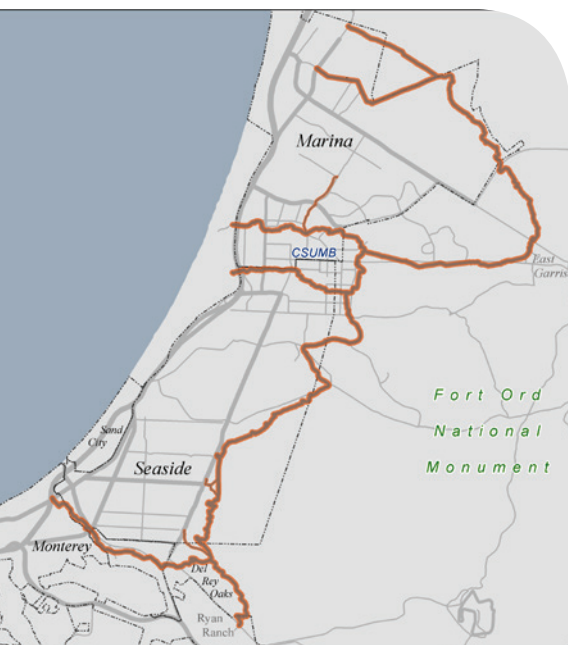 Marina
CSUMB
East
Garris
Fort Ord
National
Monument
Sand
City
Seaside
Monterey
Del
Rey
Oaks
Ryan
Ranch